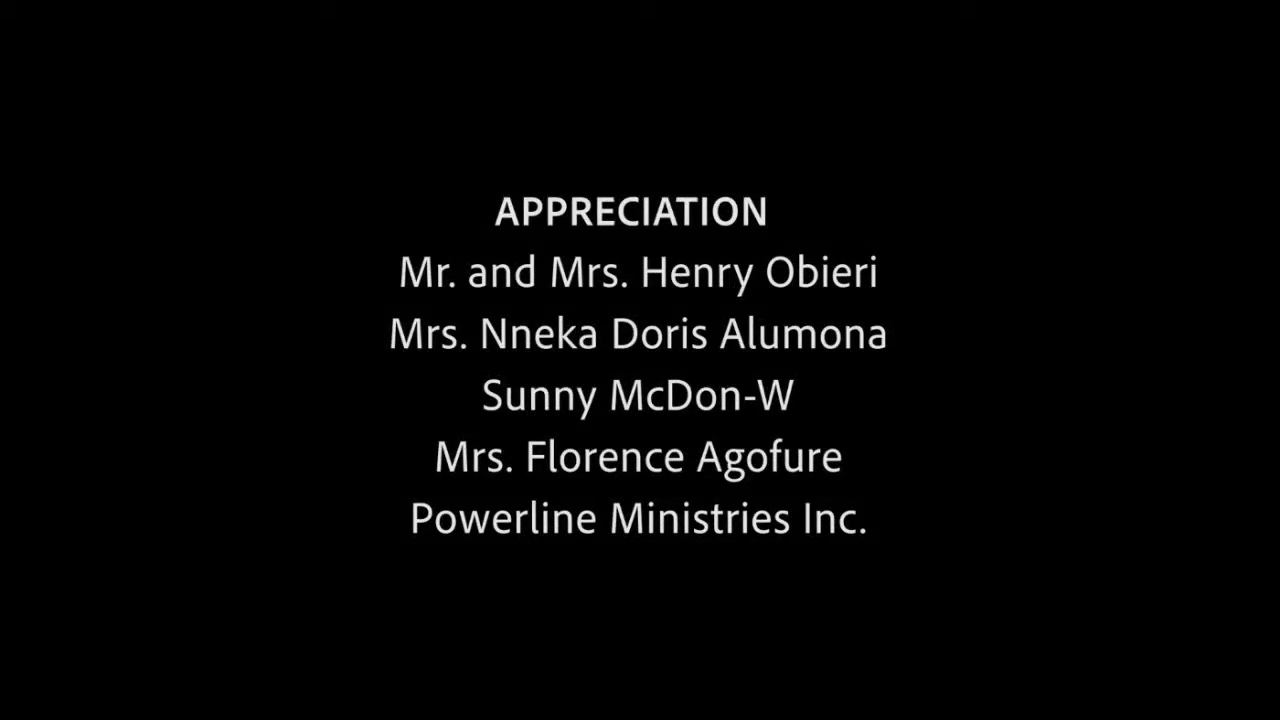 APPRECIATION
Mr. and Mrs. Henry Obieri
Mrs. Nneka Doris Alumona
Sunny McDon-W
Mrs. Florence Agofure
Powerline Ministries Inc.